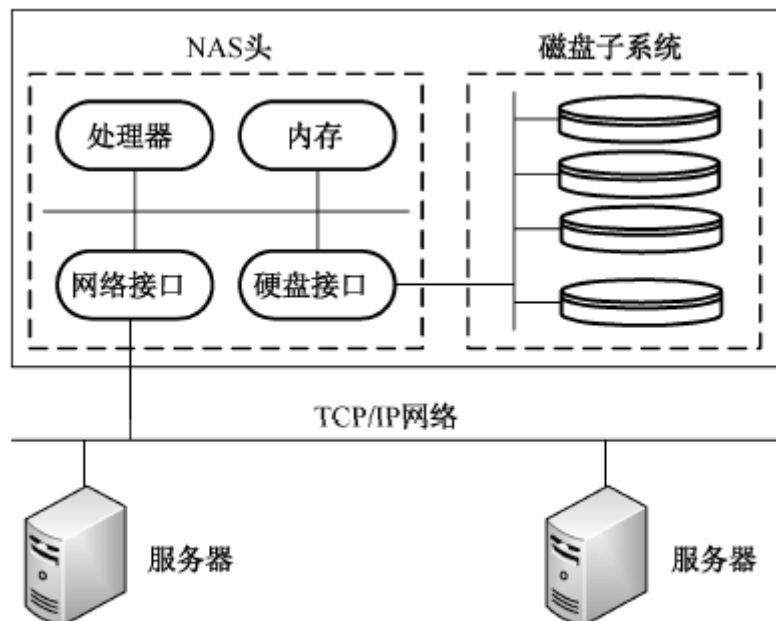 NAS头
磁盘子系统
处理器
内存
网络接口
硬盘接口
TCP/IP网络
服务器
服务器